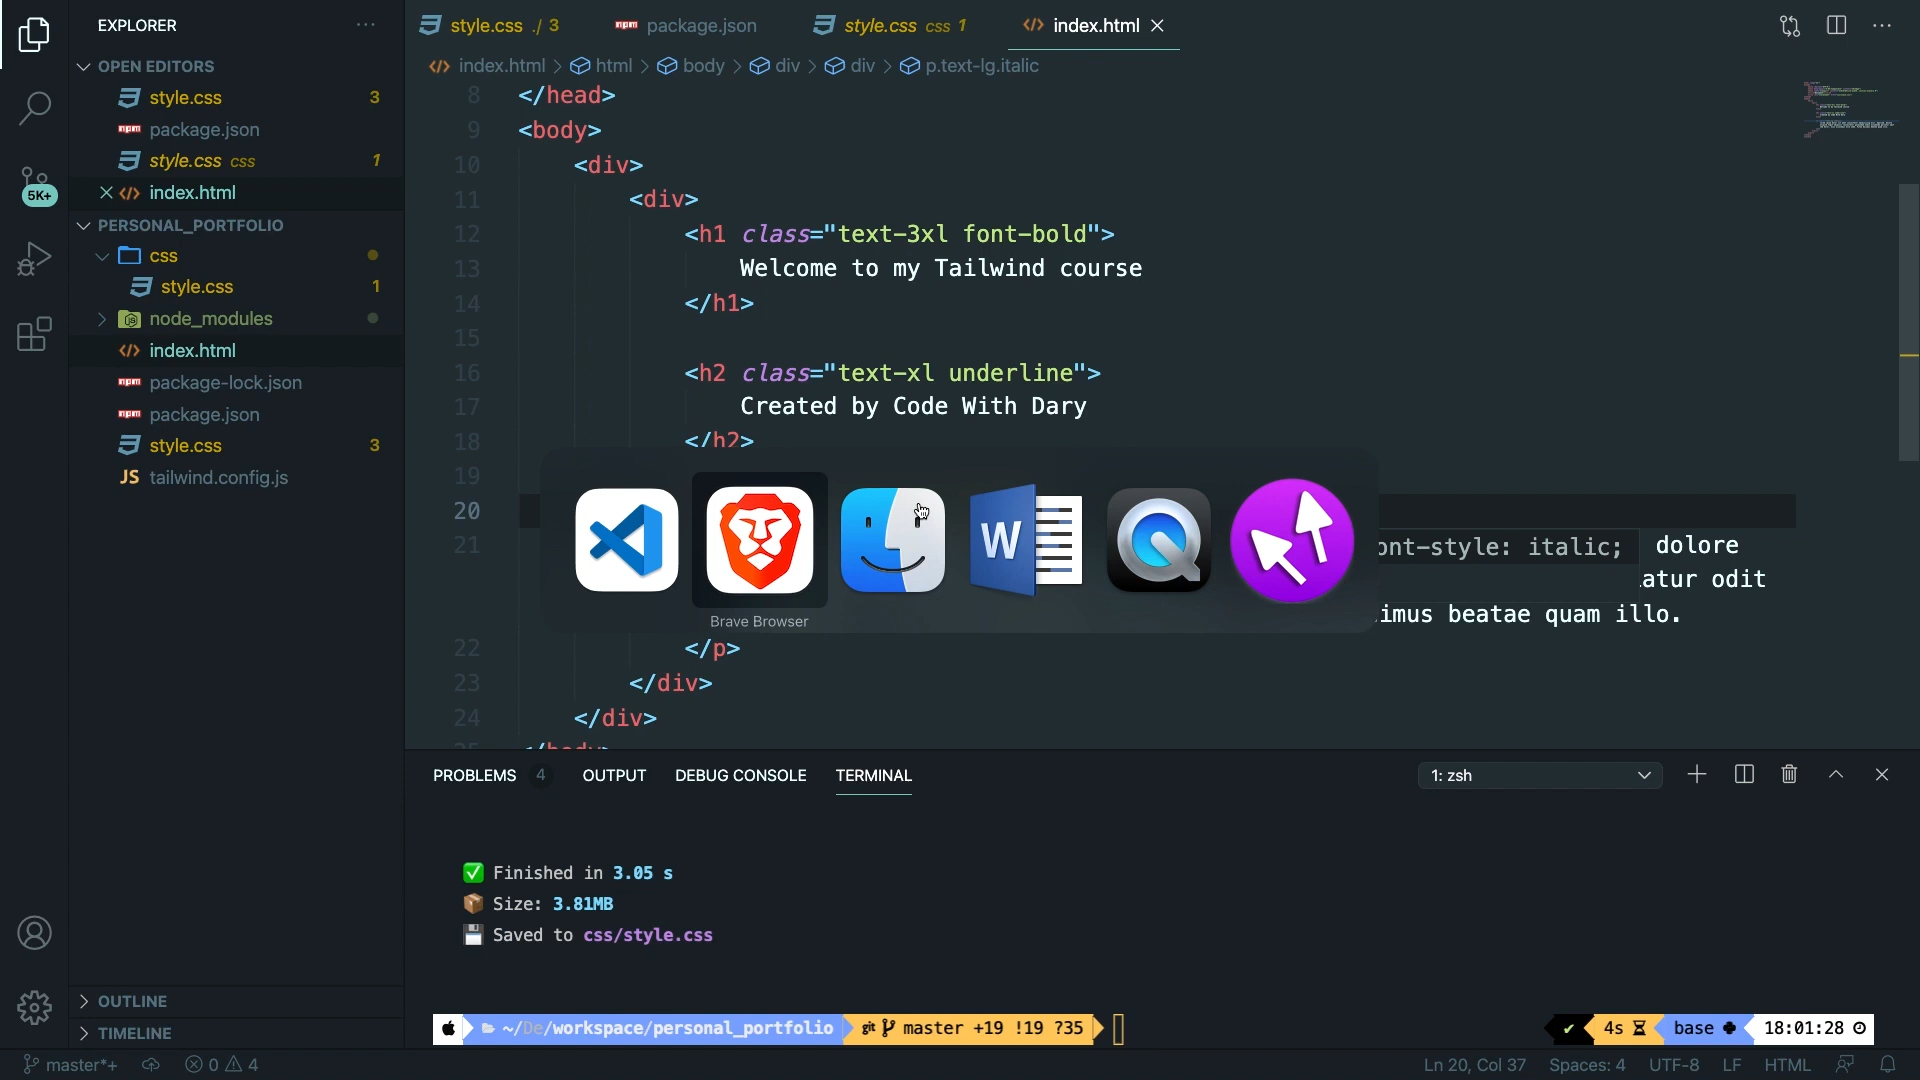 EXPLORER
OPEN EDITORS
style.css 3
package.json
style.css css 1
index.html
PERSONAL_PORTFOLIO
css
style.css 1
node_modules
index.html
package-lock.json
package.json
style.css 3
JS tailwind.config.js
OUTLINE
TIMELINE
5K+
style.css ./ 3
package.json
style.css css 1
index.html
index.html > html > body > div > div > p.text-lg.italic
8 </head>
9 <body>
10 <div>
11 <div>
12 <h1 class="text-3xl font-bold">
13 Welcome to my Tailwind course
14 </h1>
15
16 <h2 class="text-xl underline">
17 Created by Code With Dary
18 </h2>
19
20
21 ont-style: italic; dolore
atur odit
imus beatae quam illo.
22 </p>
23 </div>
24 </div>
W
Brave Browser
PROBLEMS 4 OUTPUT DEBUG CONSOLE TERMINAL
1: zsh
Finished in 3.05 s
Size: 3.81MB
Saved to css/style.css
~/De/workspace/personal_portfolio git master +19 !19 ?35
4s base 18:01:28
master*+ 0 4
Ln 20, Col 37 Spaces: 4 UTF-8 LF HTML